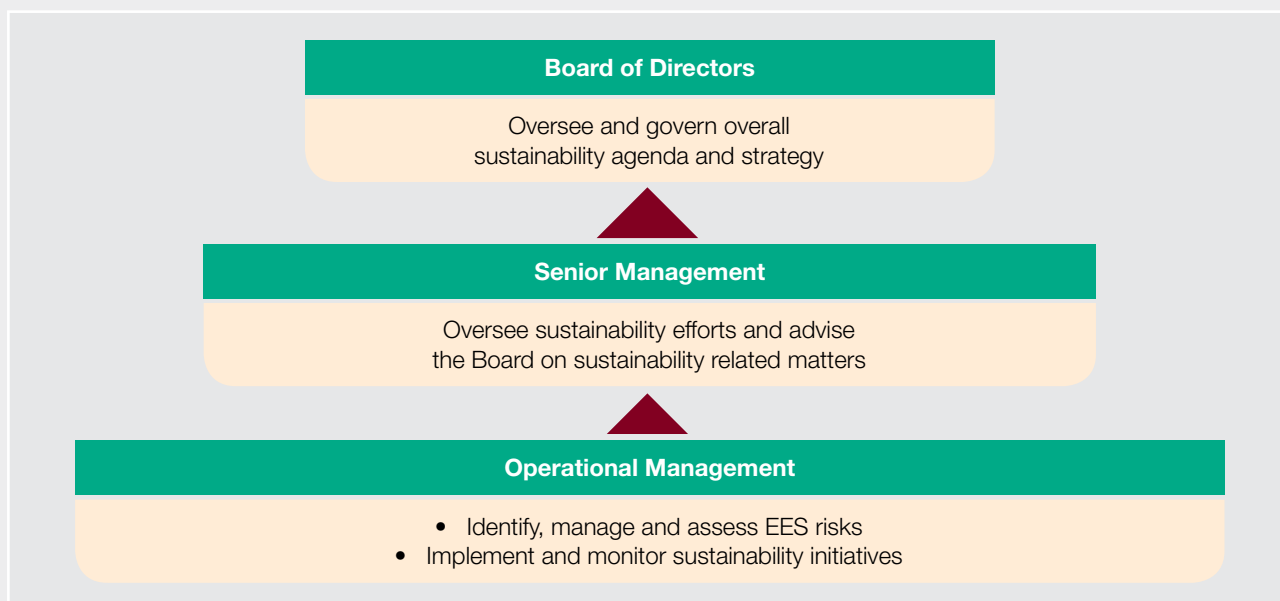 Board of Directors
Oversee and govern overall
sustainability agenda and strategy
Senior Management
Oversee sustainability efforts and advise
the Board on sustainability related matters
Operational Management
• Identify, manage and assess EES risks
• Implement and monitor sustainability initiatives